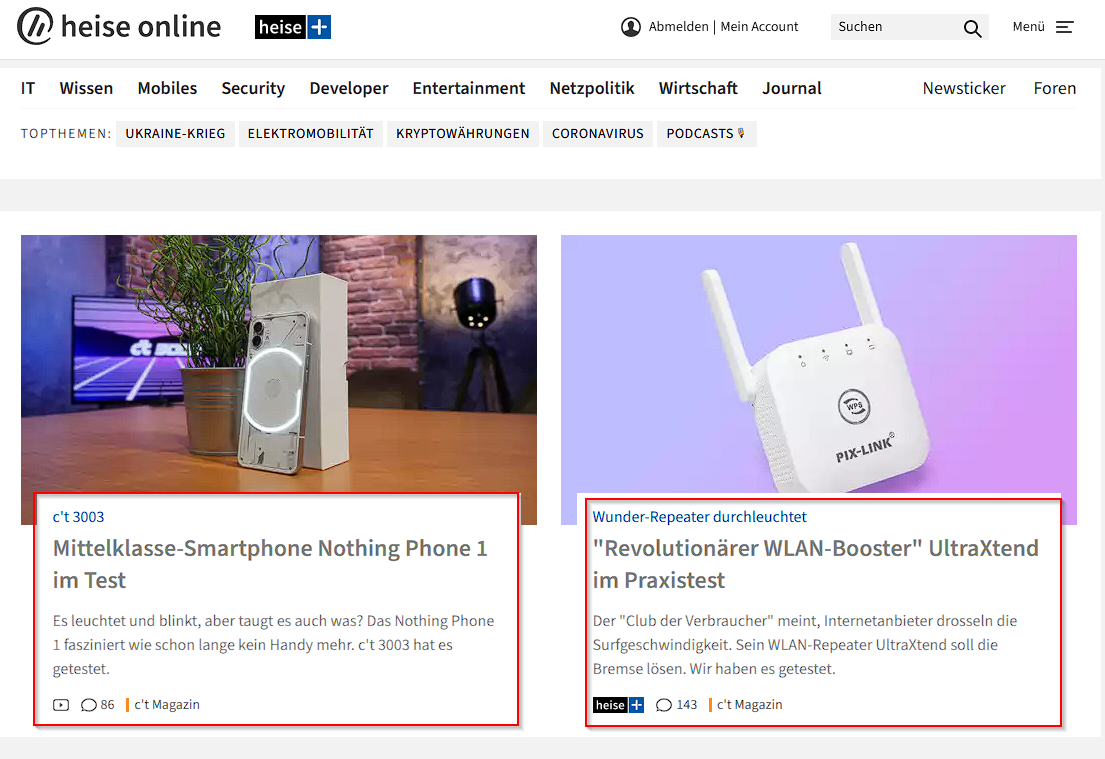 heise online
heise +
Abmelden | Mein Account
Suchen
Menü
IT Wissen Mobiles Security Developer Entertainment Netzpolitik Wirtschaft Journal Newsticker Foren
TOPTHEMEN: UKRAINE-KRIEG ELEKTROMOBILITÄT KRYPTOWÄHRUNGEN CORONAVIRUS PODCASTS
WPS
PIX-LINK
c't 3003
Mittelklasse-Smartphone Nothing Phone 1
im Test
Es leuchtet und blinkt, aber taugt es auch was? Das Nothing Phone
1 fasziniert wie schon lange kein Handy mehr. c't 3003 hat es
getestet.
86 c't Magazin
Wunder-Repeater durchleuchtet
"Revolutionärer WLAN-Booster" UltraXtend
im Praxistest
Der "Club der Verbraucher" meint, Internetanbieter drosseln die
Surfgeschwindigkeit. Sein WLAN-Repeater UltraXtend soll die
Bremse lösen. Wir haben es getestet.
heise + 143 c't Magazin